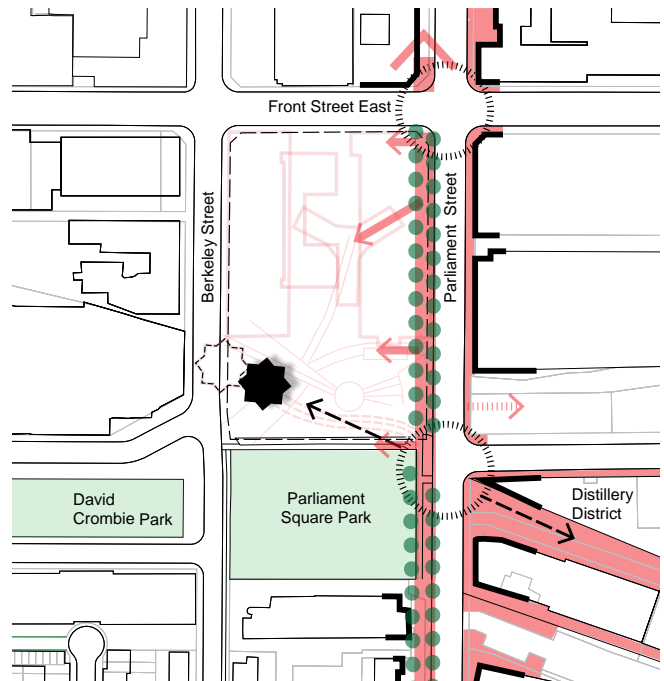 Front Street East
Berkeley Street
Parliament Street
David
Crombie Park
Parliament
Square Park
Distillery
District